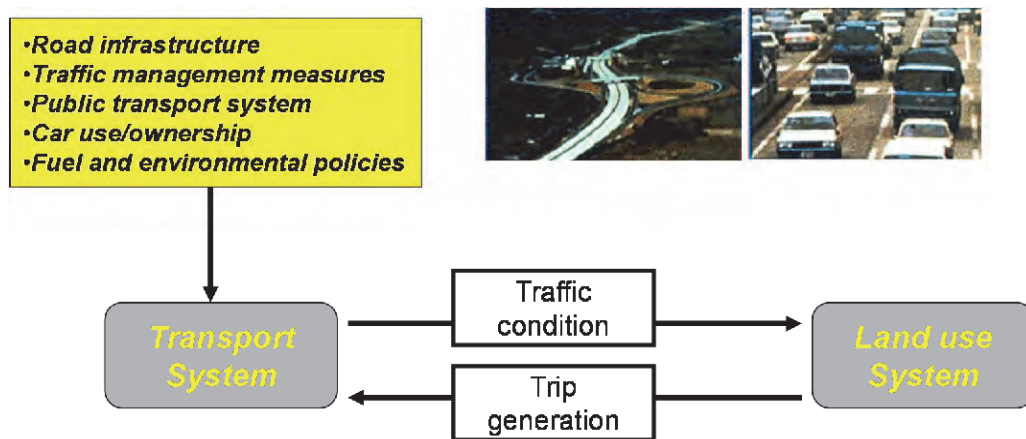 •Road infrastructure
•Traffic management measures
•Public transport system
•Car use/ownership
•Fuel and environmental policies
Traffic
condition
Transport
System
Land use
System
Trip
generation